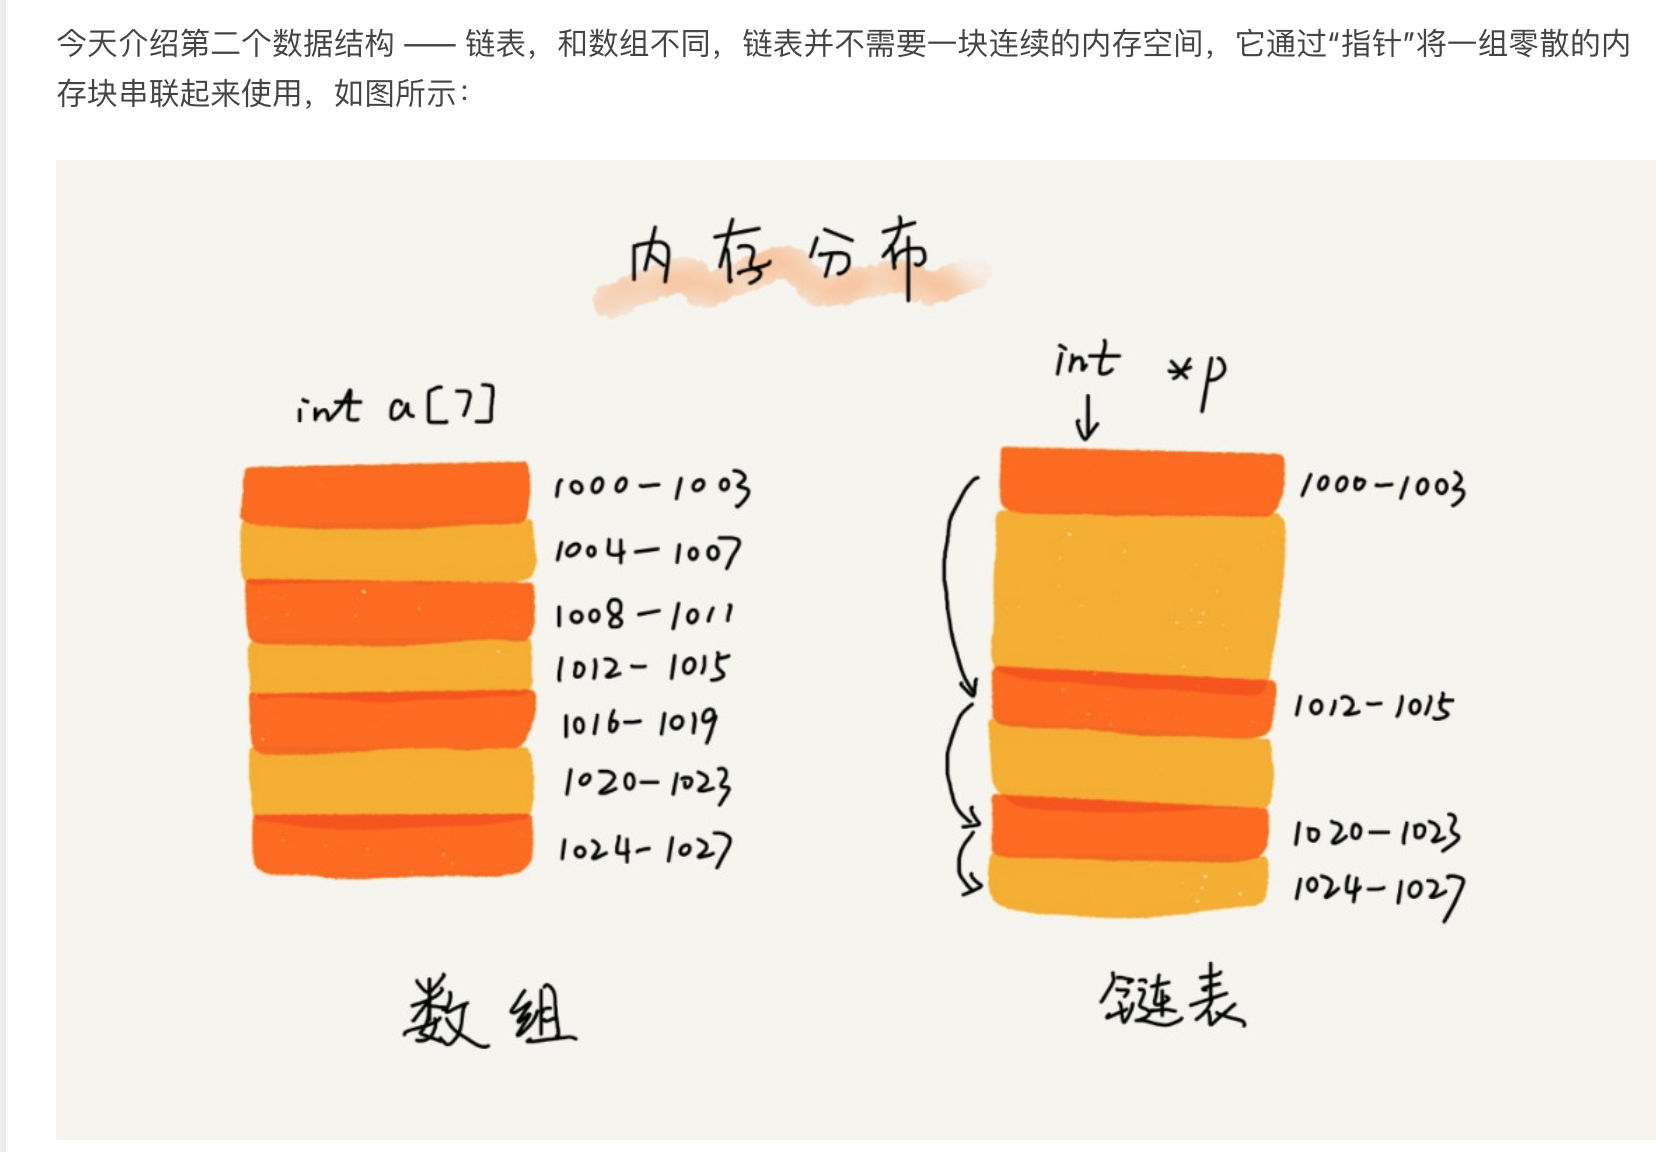 今天介绍第二个数据结构 —— 链表，和数组不同，链表并不需要一块连续的内存空间，它通过“指针”将一组零散的内
存块串联起来使用，如图所示：
内存分布
int a[7]
1000-1003
1004-1007
1008-1011
1012-1015
1016-1019
1020-1023
1024-1027
数组
int *p
1000-1003
1012-1015
1020-1023
1024-1027
链表